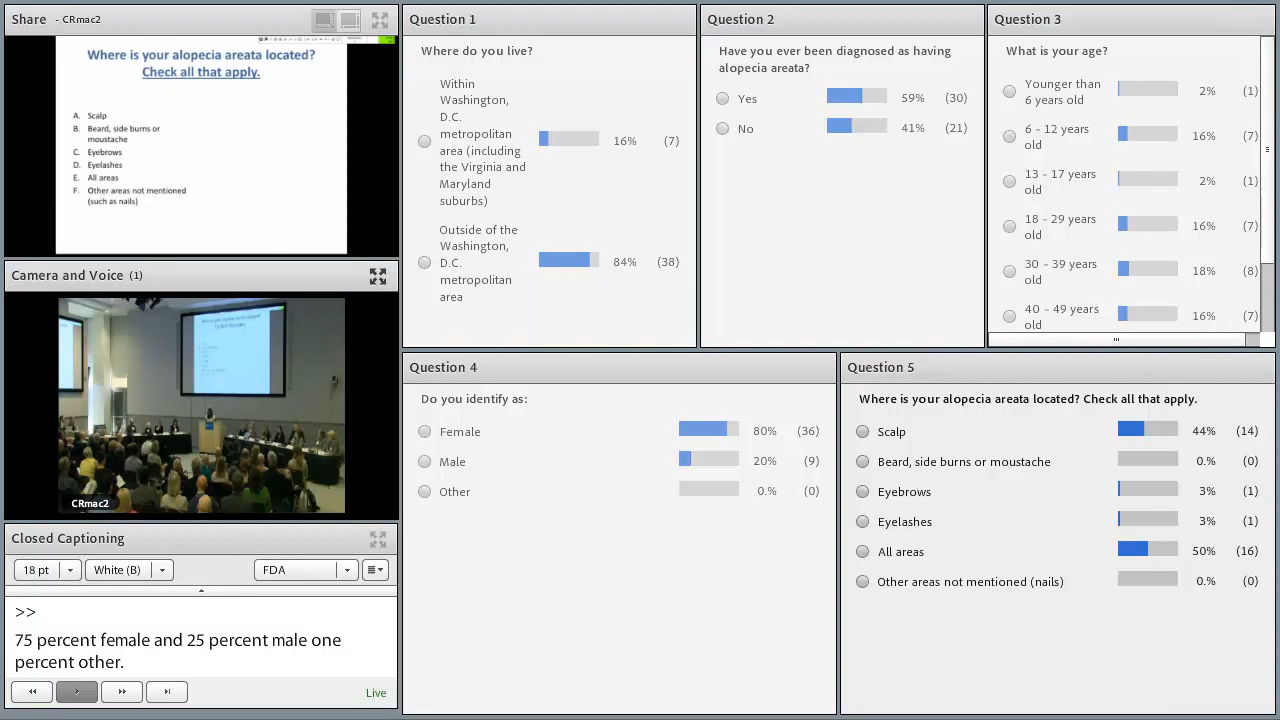 Share - CRmac2
Where is your alopecia areata located?
Check all that apply.
A. Scalp
B. Beard, side burns or
moustache
C. Eyebrows
D. Eyelashes
E. All areas
F. Other areas not mentioned
(such as nails)
Camera and Voice (1)
CRmac2
Closed Captioning
18 pt
White (B)
FDA
>>
75 percent female and 25 percent male one
percent other.
Live
Question 1
Where do you live?
Within
Washington,
D.C.
metropolitan
area (including
the Virginia and
Maryland
suburbs)
16% (7)
Outside of the
Washington,
D.C.
metropolitan
area
84% (38)
Question 2
Have you ever been diagnosed as having
alopecia areata?
Yes 59% (30)
No 41% (21)
Question 3
What is your age?
Younger than
6 years old
2% (1)
6 - 12 years
old
16% (7)
13 - 17 years
old
2% (1)
18 - 29 years
old
16% (7)
30 - 39 years
old
18% (8)
40 - 49 years
old
16% (7)
Question 4
Do you identify as:
Female 80% (36)
Male 20% (9)
Other 0.% (0)
Question 5
Where is your alopecia areata located? Check all that apply.
Scalp 44% (14)
Beard, side burns or moustache 0.% (0)
Eyebrows 3% (1)
Eyelashes 3% (1)
All areas 50% (16)
Other areas not mentioned (nails) 0.% (0)